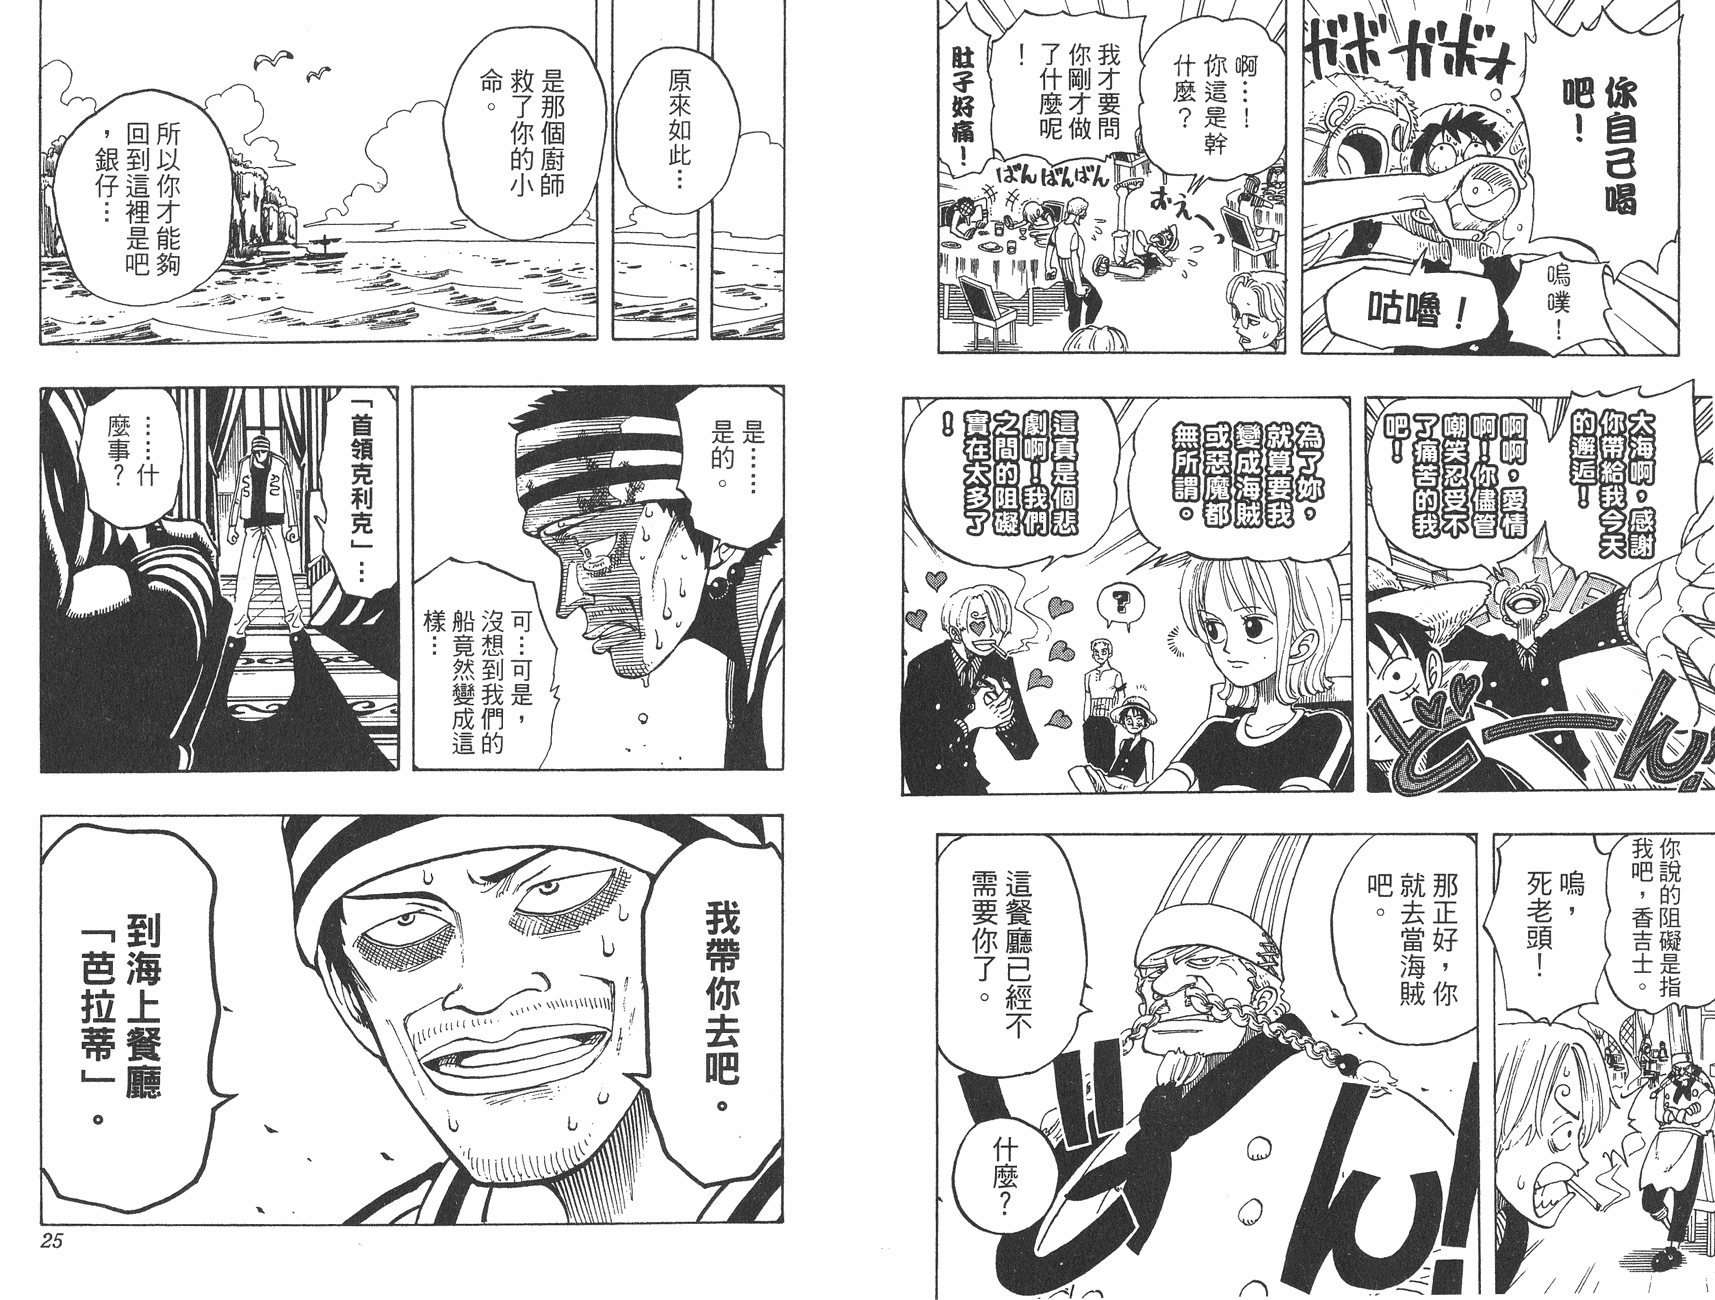 ガボガボォ
你自己喝
吧！
嗚噗！
咕嚕！
啊…！
你這是幹
什麼？
我才要問
你剛才做
了什麼呢
！
肚子好痛！
ばんばんばん
おえ〜っ
大海啊，感謝
你帶給我今天
的邂逅！
啊啊，愛情
啊！你儘管
嘲笑忍受不
了痛苦的我
吧！
LOVE
どーん！
為了妳，
就算要我
變成海賊
或惡魔都
無所謂。
這真是個悲
劇啊！我們
之間的阻礙
實在太多了
！
？
你說的阻礙是指
我吧，香吉士。
嗚，
死老頭！
那正好，你
就去當海賊
吧。
這餐廳已經不
需要你了。
どん！
什麼？
原來如此…
是那個廚師
救了你的小
命。
所以你才能夠
回到這裡是吧
，銀仔…
是……
是的。
可…可是，
沒想到我們的
船竟然變成這
樣…
「首領克利克」…
……什
麼事？
我帶你去吧。
到海上餐廳
「芭拉蒂」。
25